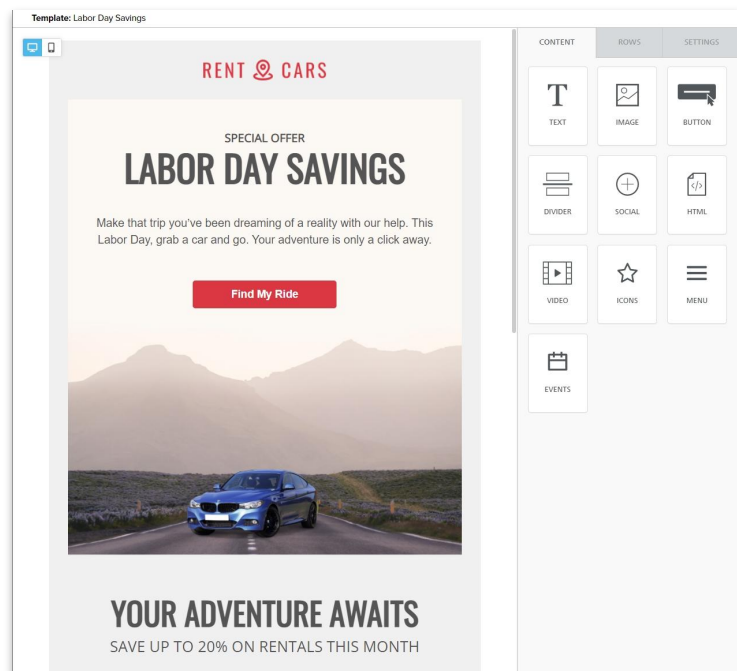 Template: Labor Day Savings
CONTENT
ROWS
SETTINGS
RENT CARS
SPECIAL OFFER
LABOR DAY SAVINGS
Make that trip you've been dreaming of a reality with our help. This
Labor Day, grab a car and go. Your adventure is only a click away.
Find My Ride
YOUR ADVENTURE AWAITS
SAVE UP TO 20% ON RENTALS THIS MONTH
T
TEXT
IMAGE
BUTTON
DIVIDER
SOCIAL
</>
HTML
VIDEO
ICONS
MENU
EVENTS